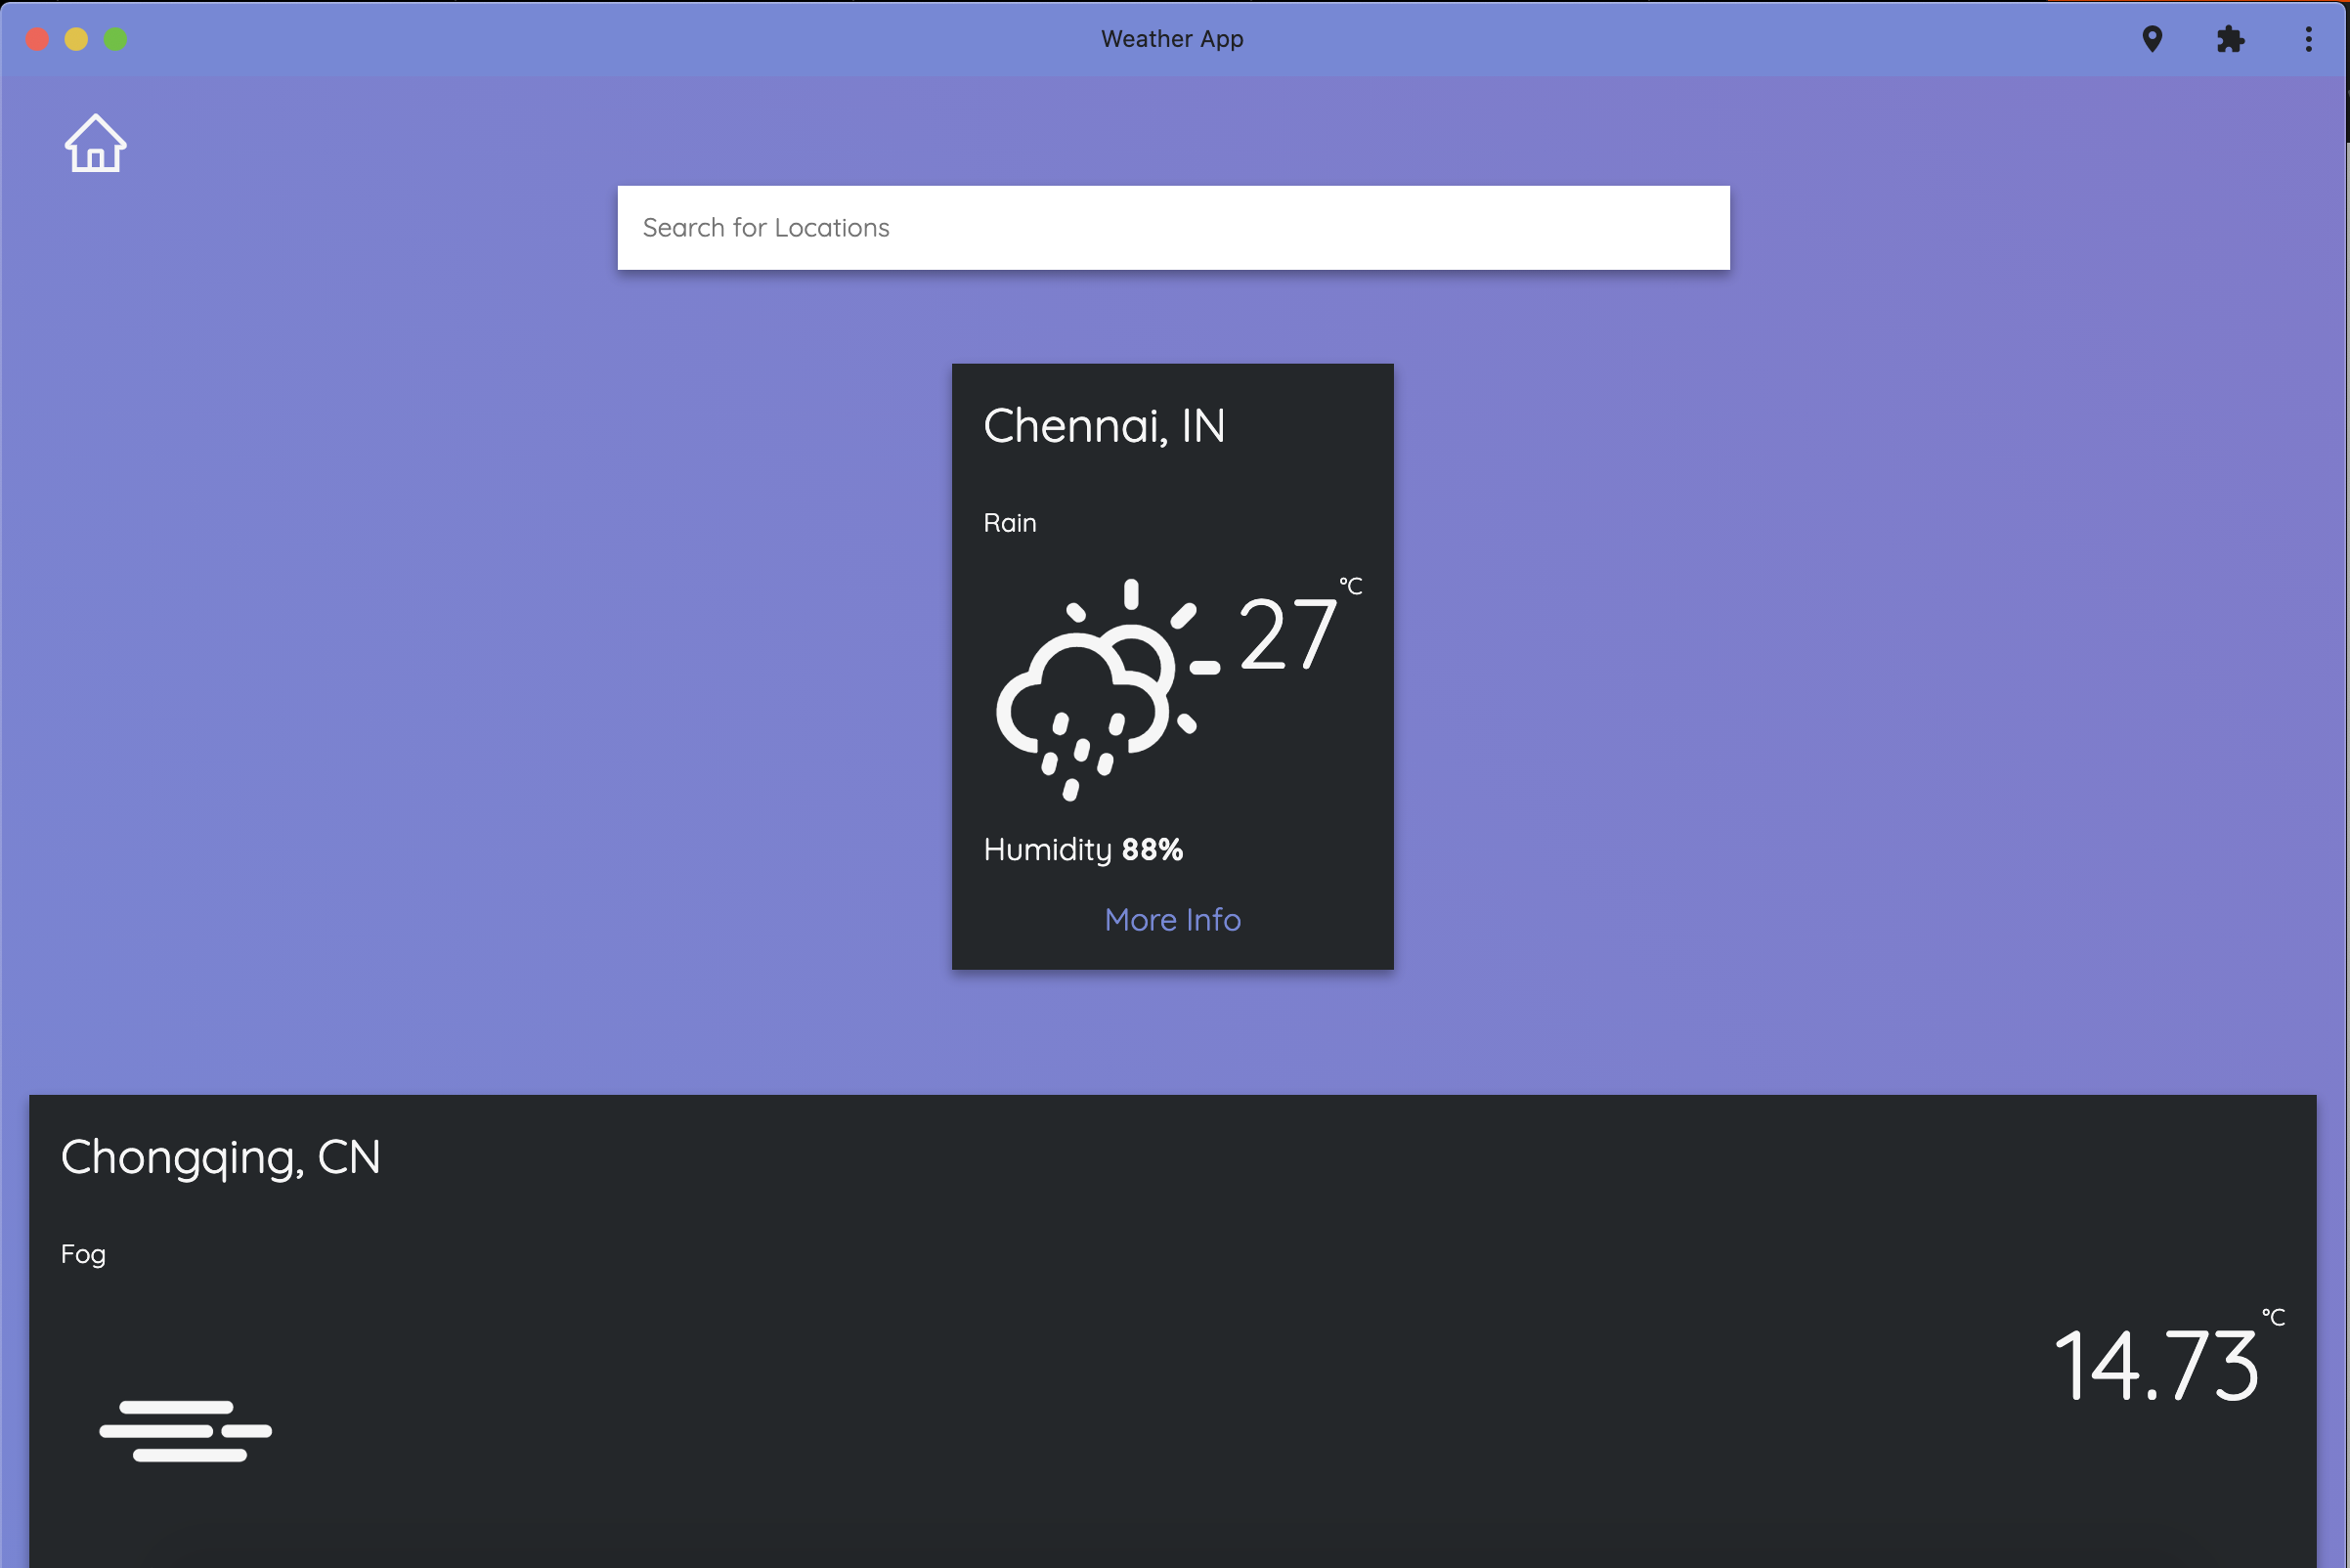 Weather App
Search for Locations
Chennai, IN
Rain
27 °C
Humidity 88%
More Info
Chongqing, CN
Fog
14.73 °C